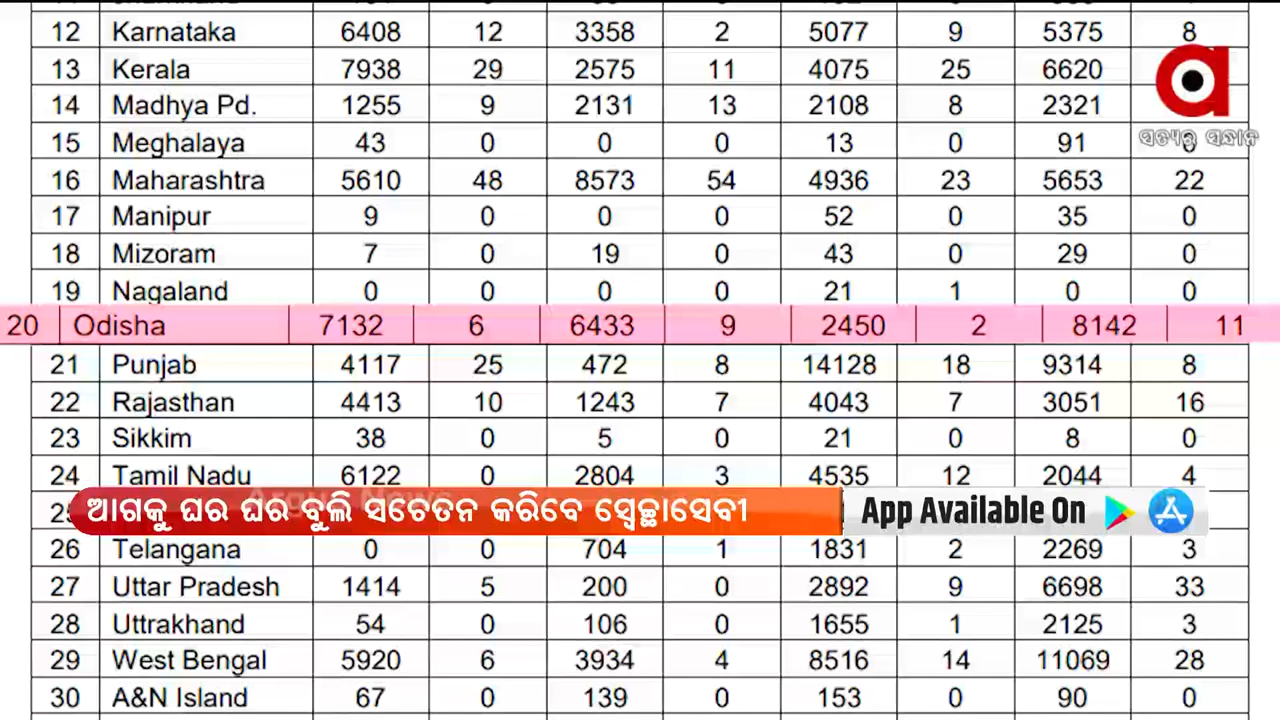 12 Karnataka 6408 12 3358 2 5077 9 5375 8
13 Kerala 7938 29 2575 11 4075 25 6620
14 Madhya Pd. 1255 9 2131 13 2108 8 2321
15 Meghalaya 43 0 0 0 13 0 91 0
ସତ୍ୟର ସନ୍ଧାନ
16 Maharashtra 5610 48 8573 54 4936 23 5653 22
17 Manipur 9 0 0 0 52 0 35 0
18 Mizoram 7 0 19 0 43 0 29 0
19 Nagaland 0 0 0 0 21 1 0 0
20 Odisha 7132 6 6433 9 2450 2 8142 11
21 Punjab 4117 25 472 8 14128 18 9314 8
22 Rajasthan 4413 10 1243 7 4043 7 3051 16
23 Sikkim 38 0 5 0 21 0 8 0
24 Tamil Nadu 6122 0 2804 3 4535 12 2044 4
ଆଗକୁ ଘର ଘର ବୁଲି ସଚେତନ କରିବେ ସ୍ୱେଚ୍ଛାସେବୀ App Available On
26 Telangana 0 0 704 1 1831 2 2269 3
27 Uttar Pradesh 1414 5 200 0 2892 9 6698 33
28 Uttrakhand 54 0 106 0 1655 1 2125 3
29 West Bengal 5920 6 3934 4 8516 14 11069 28
30 A&N Island 67 0 139 0 153 0 90 0